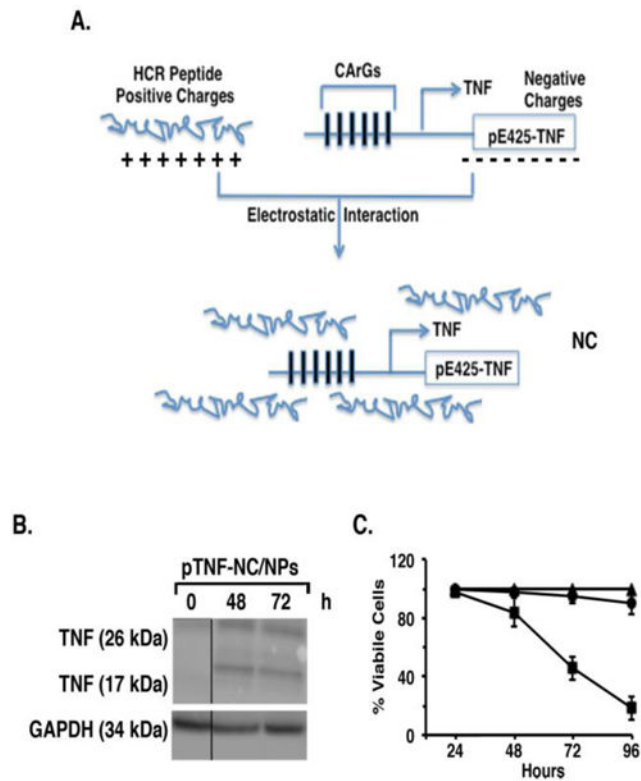 A.
HCR Peptide
Positive Charges
+ + + + + + +
CArGs
TNF
Negative
Charges
pE425-TNF
- - - - - - - - - -
Electrostatic Interaction
TNF
NC
pE425-TNF
B.
pTNF-NC/NPs
0 48 72 h
TNF (26 kDa)
TNF (17 kDa)
GAPDH (34 kDa)
C.
% Viabile Cells
120
80
40
0
24 48 72 96
Hours